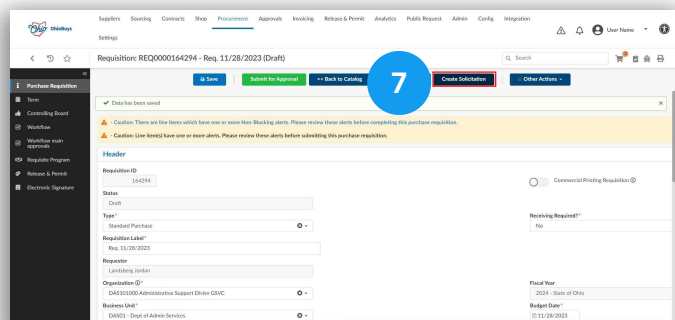 Suppliers Sourcing Contracts Shop Procurement Approvals Invoicing Release & Permit Analytics Public Request Admin Config Integration
Ohio OhioBuys
User Name
Settings
Requisition: REQ0000164294 - Req. 11/28/2023 (Draft)
Search
Save Submit for Approval Back to Catalog 7 Create Solicitation Other Actions
Purchase Requisition
Term
Controlling Board
Workflow
Workflow main approvals
Requisite Program
Release & Permit
Electronic Signature
Data has been saved
- Caution: There are line items which have one or more Non-Blocking alerts. Please review these alerts before completing this purchase requisition.
- Caution: Line item(s) have one or more alerts. Please review these alerts before submitting this purchase requisition.
Header
Requisition ID
164294
Commercial Printing Requisition
Status
Draft
Type* Receiving Required?*
Standard Purchase No
Requisition Label*
Req. 11/28/2023
Requester
Landsberg Jordan
Organization * Fiscal Year
DAS101000 Administrative Support Divisn GSVC 2024 - State of Ohio
Business Unit* Budget Date*
DAS01 - Dept of Admin Services 11/28/2023